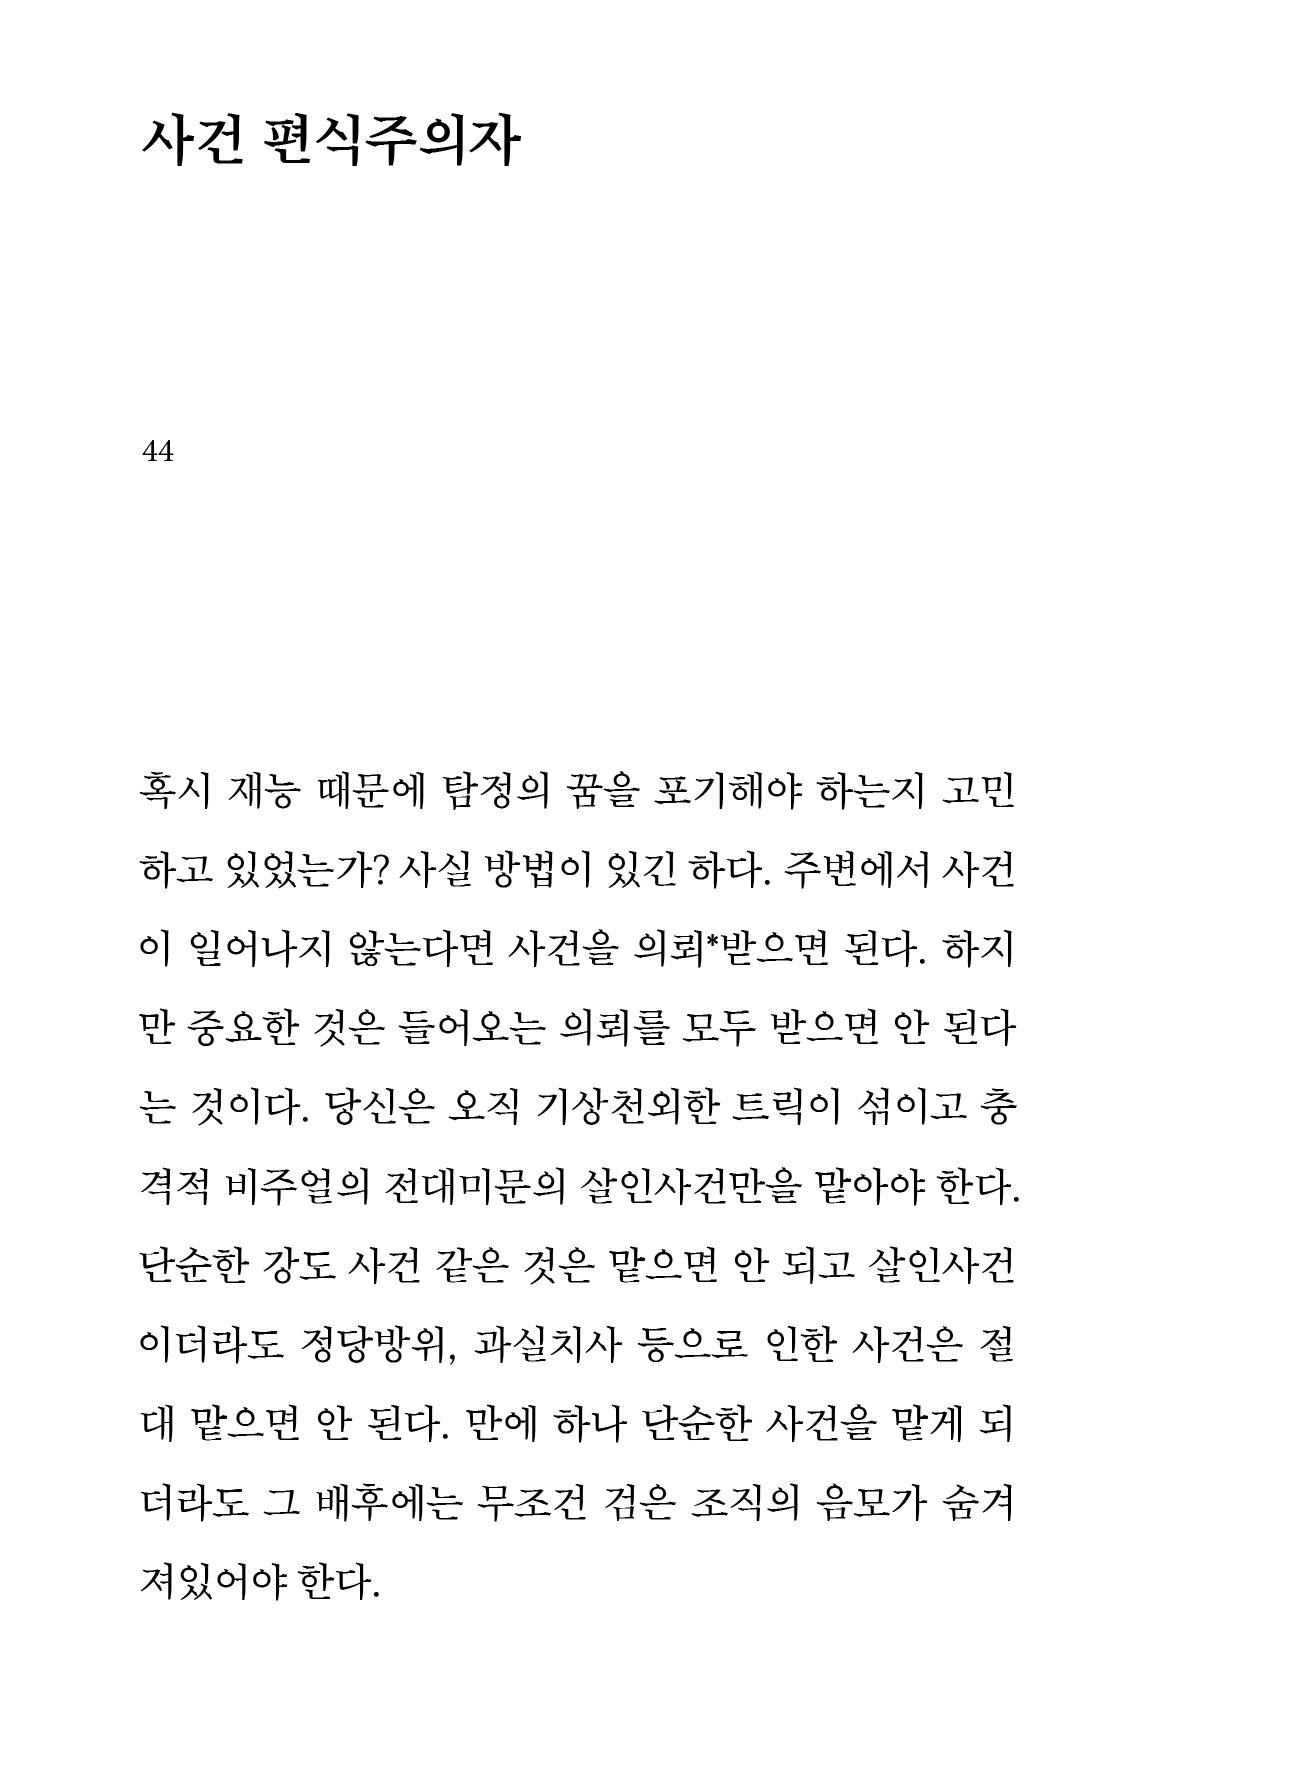 사건 편식주의자
44
혹시 재능 때문에 탐정의 꿈을 포기해야 하는지 고민
하고 있었는가? 사실 방법이 있긴 하다. 주변에서 사건
이 일어나지 않는다면 사건을 의뢰*받으면 된다. 하지
만 중요한 것은 들어오는 의뢰를 모두 받으면 안 된다
는 것이다. 당신은 오직 기상천외한 트릭이 섞이고 충
격적 비주얼의 전대미문의 살인사건만을 맡아야 한다.
단순한 강도 사건 같은 것은 맡으면 안 되고 살인사건
이더라도 정당방위, 과실치사 등으로 인한 사건은 절
대 맡으면 안 된다. 만에 하나 단순한 사건을 맡게 되
더라도 그 배후에는 무조건 검은 조직의 음모가 숨겨
져있어야 한다.